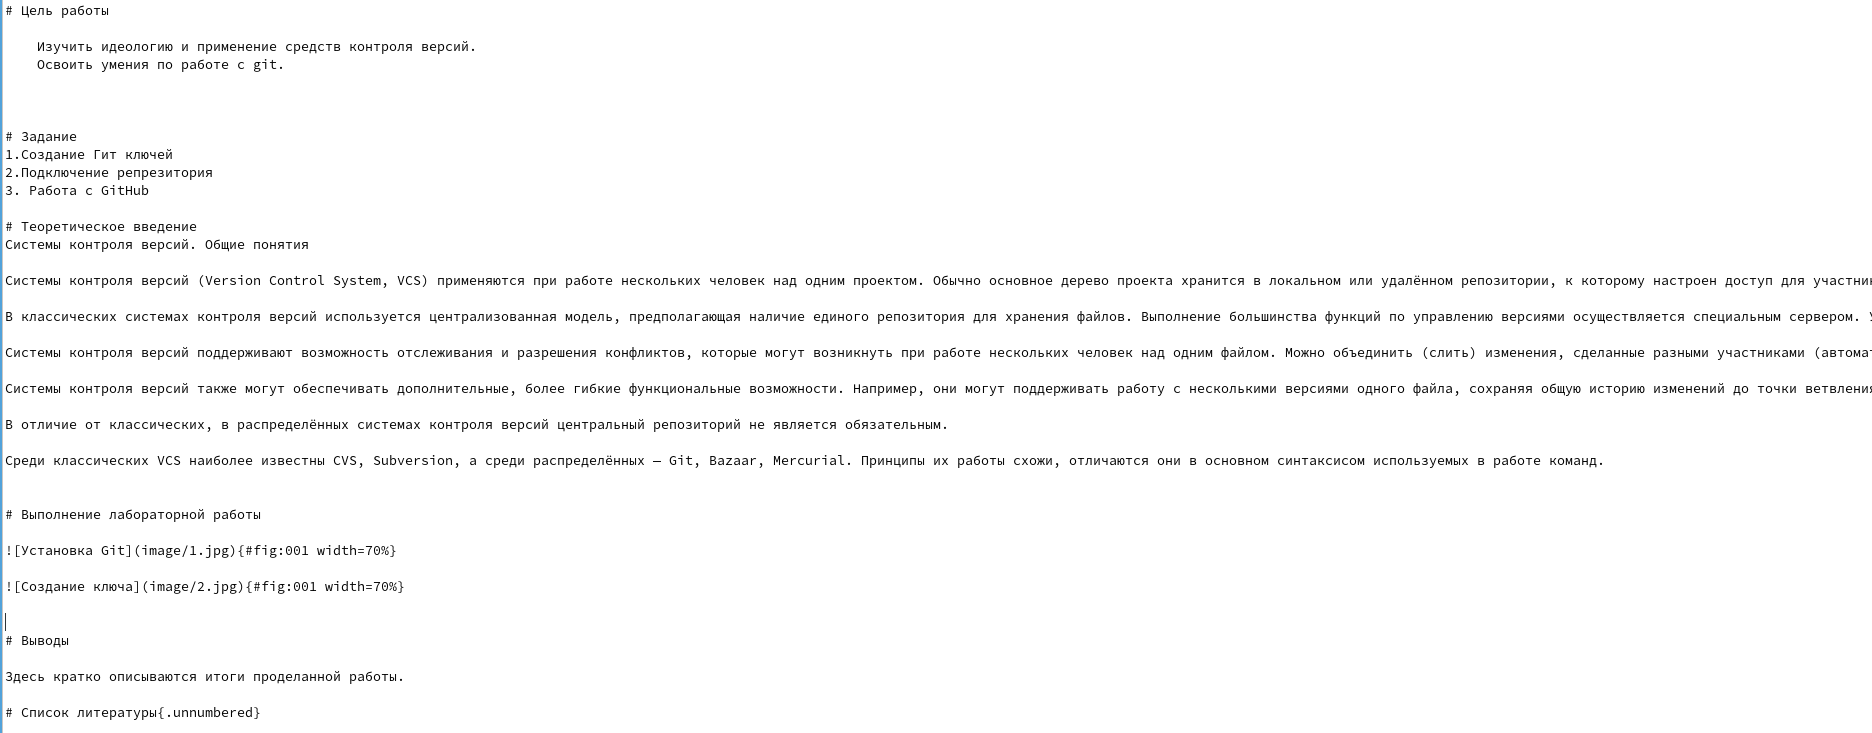 # Цель работы
Изучить идеологию и применение средств контроля версий.
Освоить умения по работе с git.
# Задание
1.Создание Гит ключей
2.Подключение репрезитория
3. Работа с GitHub
# Теоретическое введение
Системы контроля версий. Общие понятия
Системы контроля версий (Version Control System, VCS) применяются при работе нескольких человек над одним проектом. Обычно основное дерево проекта хранится в локальном или удалённом репозитории, к которому настроен доступ для
В классических системах контроля версий используется централизованная модель, предполагающая наличие единого репозитория для хранения файлов. Выполнение большинства функций по управлению версиями осуществляется специальным сервером.
Системы контроля версий поддерживают возможность отслеживания и разрешения конфликтов, которые могут возникнуть при работе нескольких человек над одним файлом. Можно объединить (слить) изменения, сделанные разными участниками
Системы контроля версий также могут обеспечивать дополнительные, более гибкие функциональные возможности. Например, они могут поддерживать работу с несколькими версиями одного файла, сохраняя общую историю изменений до точки ветвления
В отличие от классических, в распределённых системах контроля версий центральный репозиторий не является обязательным.
Среди классических VCS наиболее известны CVS, Subversion, а среди распределённых — Git, Bazaar, Mercurial. Принципы их работы схожи, отличаются они в основном синтаксисом используемых в работе команд.
# Выполнение лабораторной работы
![Установка Git](image/1.jpg){#fig:001 width=70%}
![Создание ключа](image/2.jpg){#fig:001 width=70%}
# Выводы
Здесь кратко описываются итоги проделанной работы.
# Список литературы{.unnumbered}